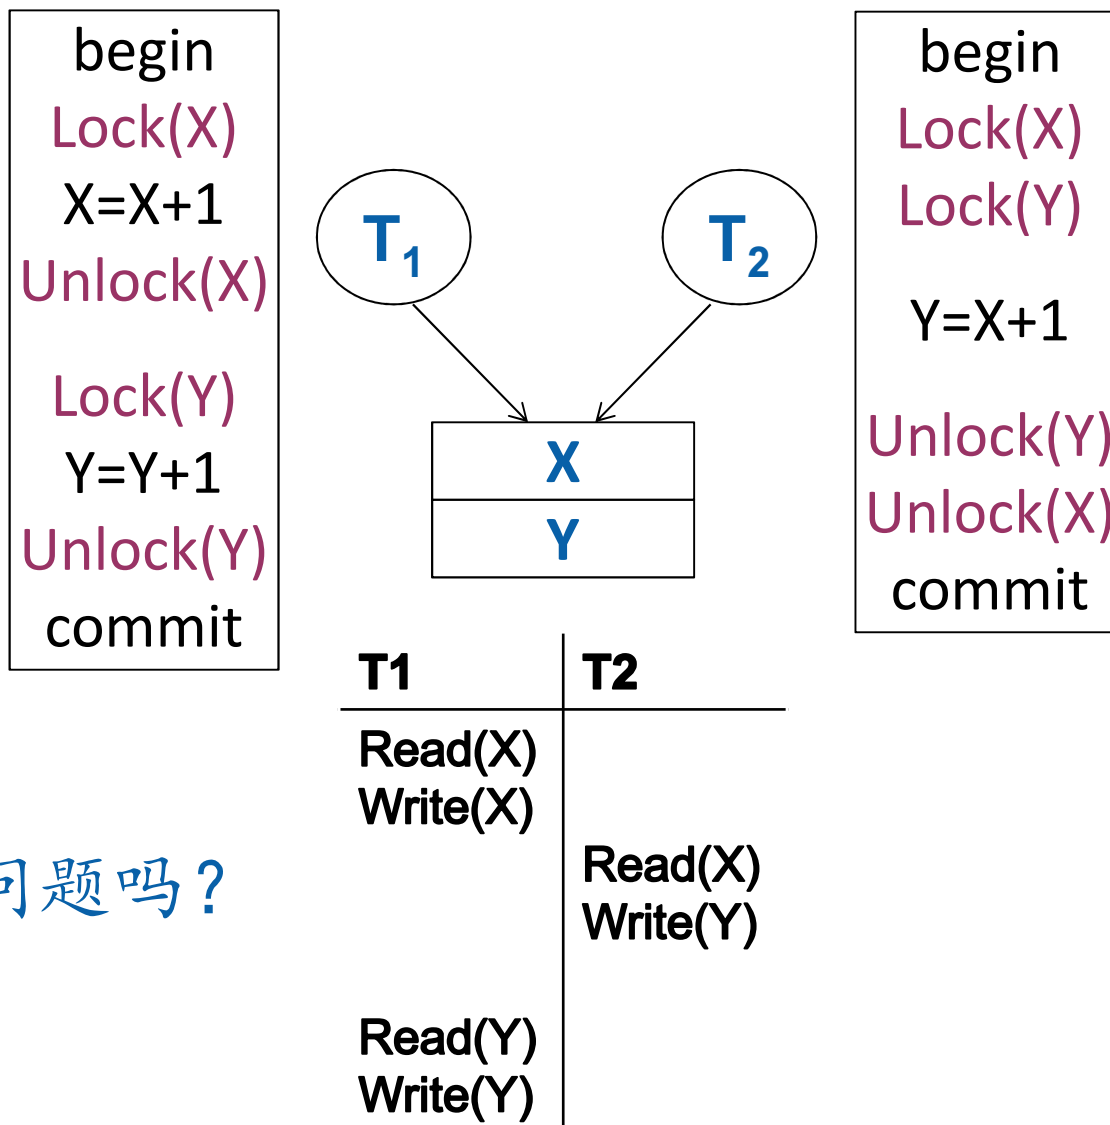 begin
Lock(X)
X=X+1
Unlock(X)
Lock(Y)
Y=Y+1
Unlock(Y)
commit
T1
T2
X
Y
begin
Lock(X)
Lock(Y)
Y=X+1
Unlock(Y)
Unlock(X)
commit
问题吗？
T1 T2
Read(X)
Write(X)
Read(X)
Write(Y)
Read(Y)
Write(Y)